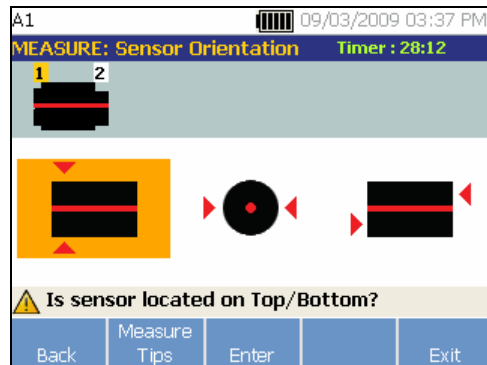 A1 09/03/2009 03:37 PM
MEASURE: Sensor Orientation Timer : 28:12
1 2
Is sensor located on Top/Bottom?
Back Measure Tips Enter Exit